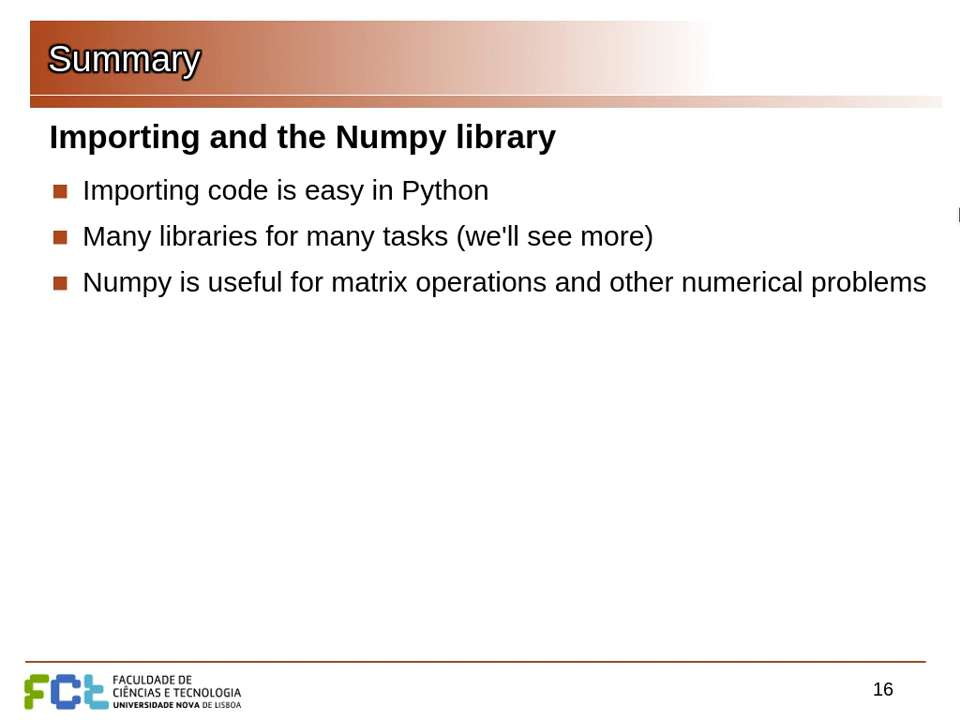 Summary
Importing and the Numpy library
Importing code is easy in Python
Many libraries for many tasks (we'll see more)
Numpy is useful for matrix operations and other numerical problems
FCt
FACULDADE DE
CIÊNCIAS E TECNOLOGIA
UNIVERSIDADE NOVA DE LISBOA
16